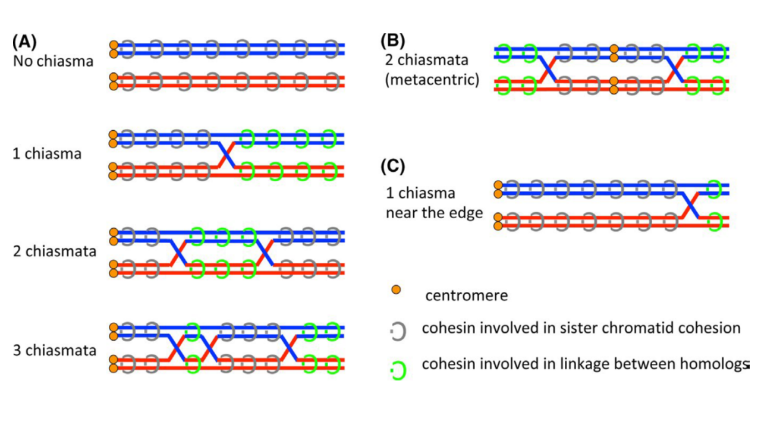 (A)
No chiasma
1 chiasma
2 chiasmata
3 chiasmata
(B)
2 chiasmata
(metacentric)
(C)
1 chiasma
near the edge
centromere
cohesin involved in sister chromatid cohesion
cohesin involved in linkage between homologs